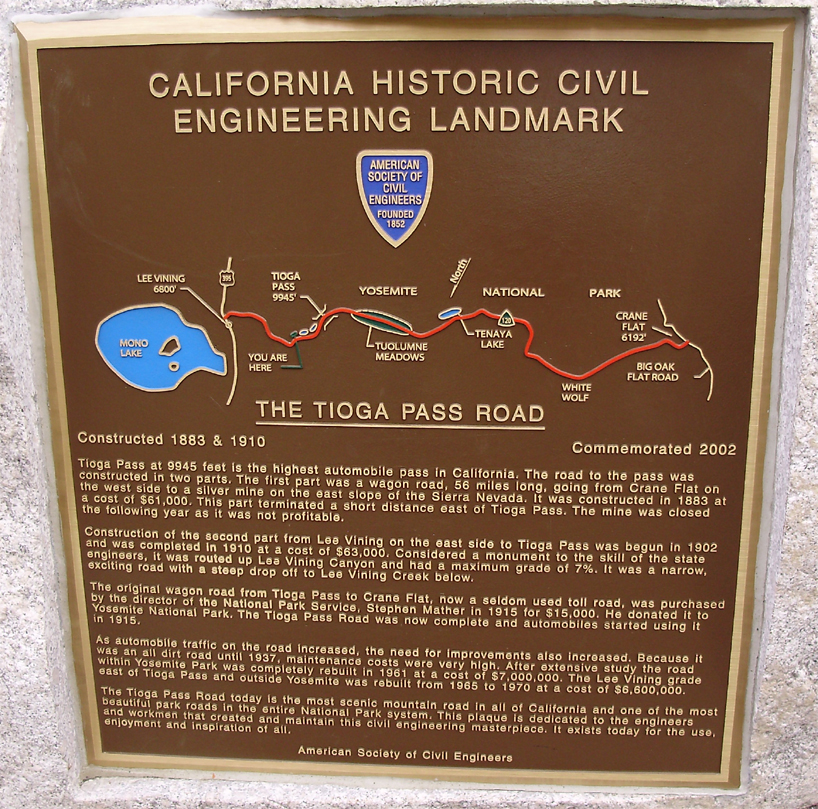 CALIFORNIA HISTORIC CIVIL
ENGINEERING LANDMARK
AMERICAN
SOCIETY OF
CIVIL
ENGINEERS
FOUNDED
1852
LEE VINING
6800'
395
TIOGA
PASS
9945'
YOSEMITE
North
NATIONAL
PARK
CRANE
FLAT
6192'
MONO
LAKE
YOU ARE
HERE
TUOLUMNE
MEADOWS
TENAYA
LAKE
120
WHITE
WOLF
BIG OAK
FLAT ROAD
THE TIOGA PASS ROAD
Constructed 1883 & 1910
Commemorated 2002
Tioga Pass at 9945 feet is the highest automobile pass in California. The road to the pass was
constructed in two parts. The first part was a wagon road, 56 miles long, going from Crane Flat on
the west side to a silver mine on the east slope of the Sierra Nevada. It was constructed in 1883 at
a cost of $61,000. This part terminated a short distance east of Tioga Pass. The mine was closed
the following year as it was not profitable.
Construction of the second part from Lee Vining on the east side to Tioga Pass was begun in 1902
and was completed in 1910 at a cost of $63,000. Considered a monument to the skill of the state
engineers, it was routed up Lee Vining Canyon and had a maximum grade of 7%. It was a narrow,
exciting road with a steep drop off to Lee Vining Creek below.
The original wagon road from Tioga Pass to Crane Flat, now a seldom used toll road, was purchased
by the director of the National Park Service, Stephen Mather in 1915 for $15,000. He donated it to
Yosemite National Park. The Tioga Pass Road was now complete and automobiles started using it
in 1915.
As automobile traffic on the road increased, the need for improvements also increased. Because it
was an all dirt road until 1937, maintenance costs were very high. After extensive study the road
within Yosemite Park was completely rebuilt in 1961 at a cost of $7,000,000. The Lee Vining grade
east of Tioga Pass and outside Yosemite was rebuilt from 1965 to 1970 at a cost of $6,600,000.
The Tioga Pass Road today is the most scenic mountain road in all of California and one of the most
beautiful park roads in the entire National Park system. This plaque is dedicated to the engineers
and workmen that created and maintain this civil engineering masterpiece. It exists today for the use,
enjoyment and inspiration of all.
American Society of Civil Engineers